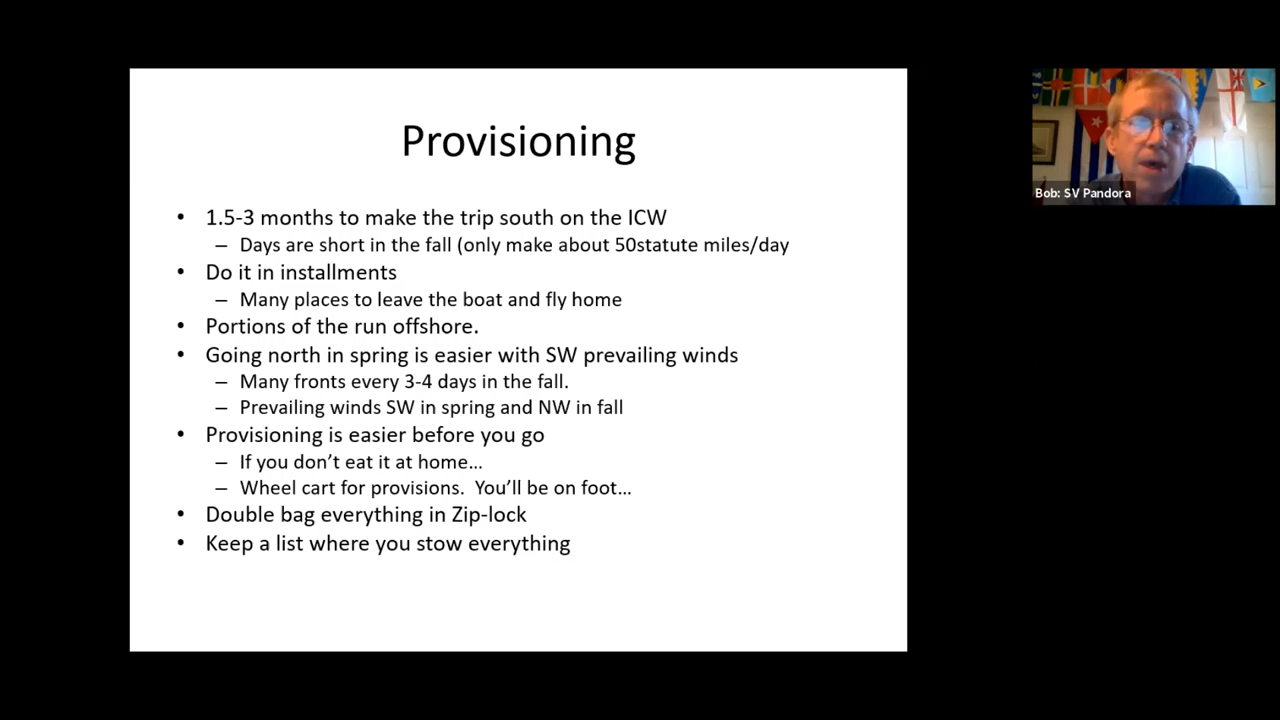 Provisioning
• 1.5-3 months to make the trip south on the ICW
– Days are short in the fall (only make about 50statute miles/day
• Do it in installments
– Many places to leave the boat and fly home
• Portions of the run offshore.
• Going north in spring is easier with SW prevailing winds
– Many fronts every 3-4 days in the fall.
– Prevailing winds SW in spring and NW in fall
• Provisioning is easier before you go
– If you don’t eat it at home…
– Wheel cart for provisions.  You’ll be on foot…
• Double bag everything in Zip-lock
• Keep a list where you stow everything
Bob: SV Pandora